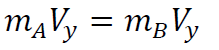 m_A V_y = m_B V_y